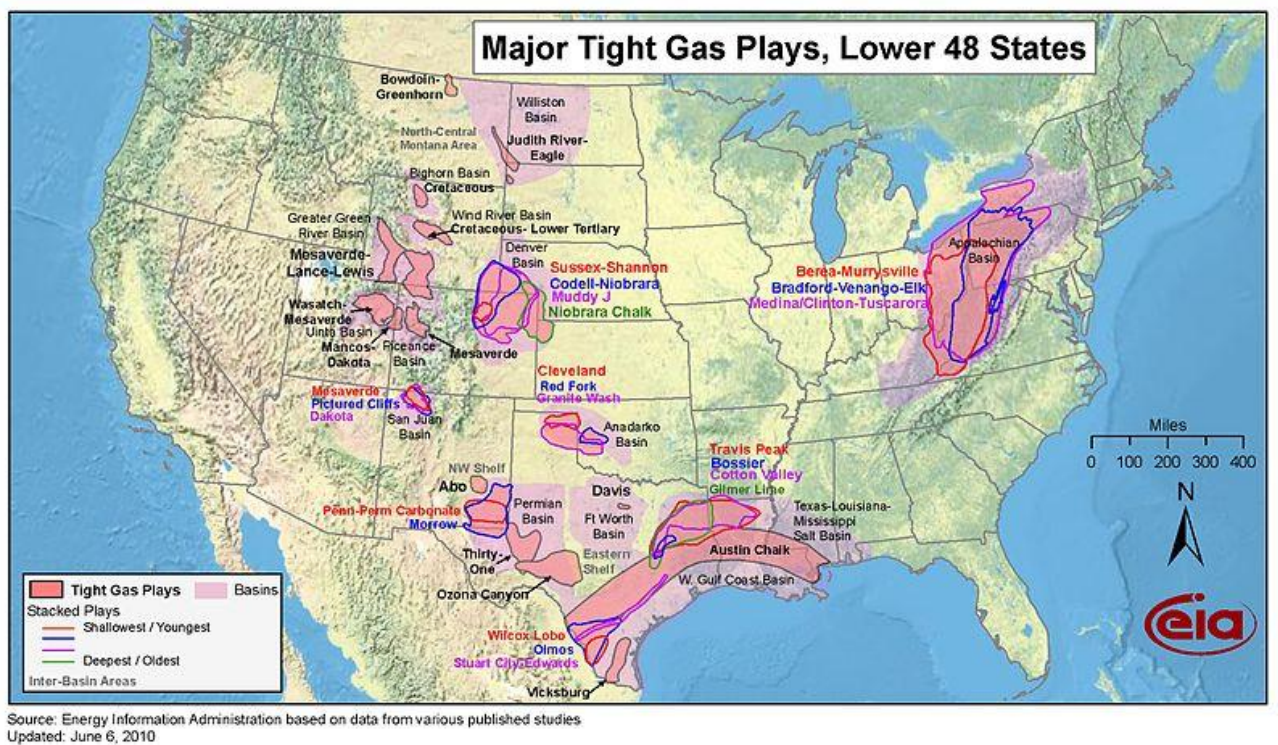 Major Tight Gas Plays, Lower 48 States
Bowdoin-
Greenhorn
Williston
Basin
North-Central
Montana Area
Judith River-
Eagle
Bighorn Basin
Cretaceous
Greater Green
River Basin
Wind River Basin
Cretaceous- Lower Tertiary
Mesaverde-
Lance-Lewis
Denver
Basin
Sussex-Shannon
Codell-Niobrara
Muddy J
Niobrara Chalk
Wasatch-
Mesaverde
Uinta Basin
Mancos-
Dakota
Piceance
Basin
Mesaverde
Appalachian
Basin
Berea-Murrysville
Bradford-Venango-Elk
Medina/Clinton-Tuscarora
Mesaverde
Pictured Cliffs
Dakota
San Juan
Basin
Cleveland
Red Fork
Granite Wash
Anadarko
Basin
Travis Peak
Bossier
Cotton Valley
Gilmer Lime
NW Shelf
Abo
Penn-Perm Carbonate
Morrow
Permian
Basin
Davis
Ft Worth
Basin
Texas-Louisiana-
Mississippi
Salt Basin
Thirty-
One
Eastern
Shelf
Austin Chalk
Ozona Canyon
W. Gulf Coast Basin
Wilcox Lobo
Olmos
Stuart City-Edwards
Vicksburg
Miles
0 100 200 300 400
N
eia
Tight Gas Plays
Basins
Stacked Plays
Shallowest / Youngest
Deepest / Oldest
Inter-Basin Areas
Source: Energy Information Administration based on data from various published studies
Updated: June 6, 2010